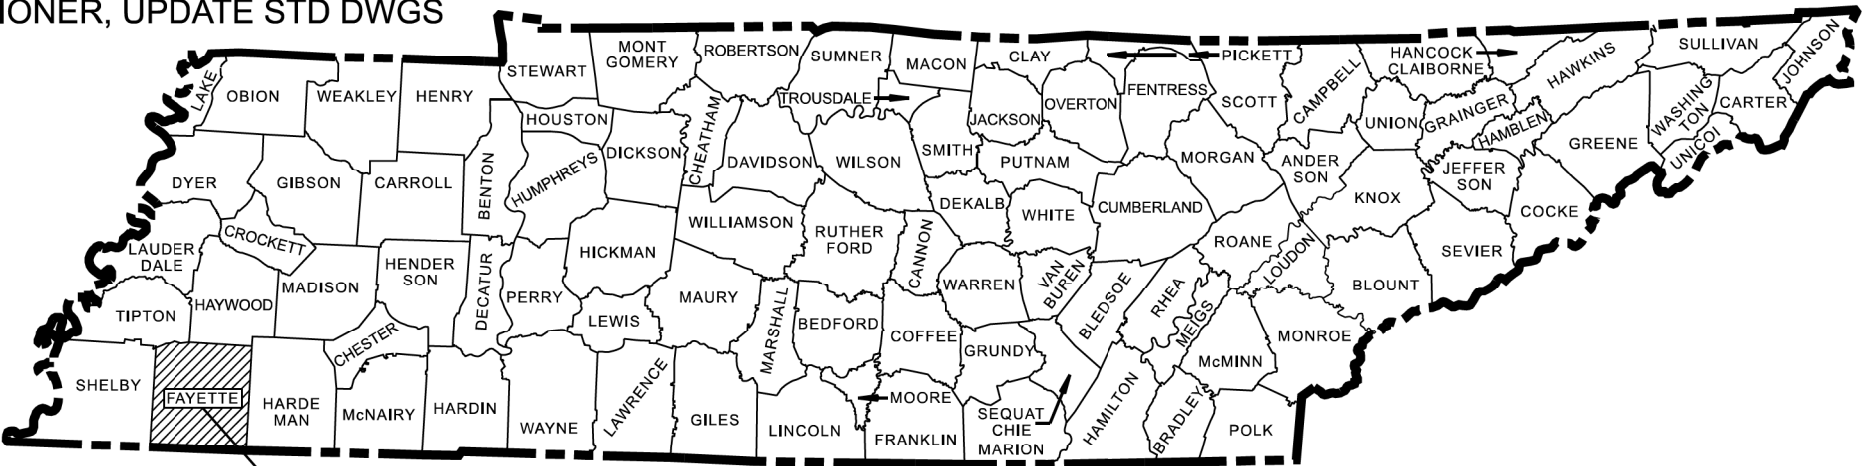 IONER, UPDATE STD DWGS
MONT
GOMERY
ROBERTSON
SUMNER
MACON
CLAY
PICKETT
HANCOCK
CLAIBORNE
HAWKINS
SULLIVAN
JOHNSON
STEWART
LAKE
OBION
WEAKLEY
HENRY
HOUSTON
TROUSDALE
JACKSON
OVERTON
FENTRESS
SCOTT
CAMPBELL
UNION
GRAINGER
HAMBLEN
WASHING
TON
CARTER
UNICOI
GREENE
DYER
GIBSON
CARROLL
BENTON
HUMPHREYS
DICKSON
CHEATHAM
DAVIDSON
WILSON
SMITH
PUTNAM
MORGAN
ANDER
SON
KNOX
JEFFER
SON
COCKE
LAUDER
DALE
CROCKETT
WILLIAMSON
RUTHER
FORD
CANNON
DEKALB
WHITE
CUMBERLAND
ROANE
LOUDON
BLOUNT
SEVIER
TIPTON
HAYWOOD
MADISON
HENDER
SON
DECATUR
PERRY
HICKMAN
LEWIS
MAURY
MARSHALL
BEDFORD
COFFEE
WARREN
VAN
BUREN
BLEDSOE
RHEA
MEIGS
MONROE
SHELBY
FAYETTE
HARDE
MAN
CHESTER
McNAIRY
HARDIN
WAYNE
LAWRENCE
GILES
LINCOLN
MOORE
FRANKLIN
GRUNDY
SEQUAT
CHIE
MARION
HAMILTON
McMINN
BRADLEY
POLK